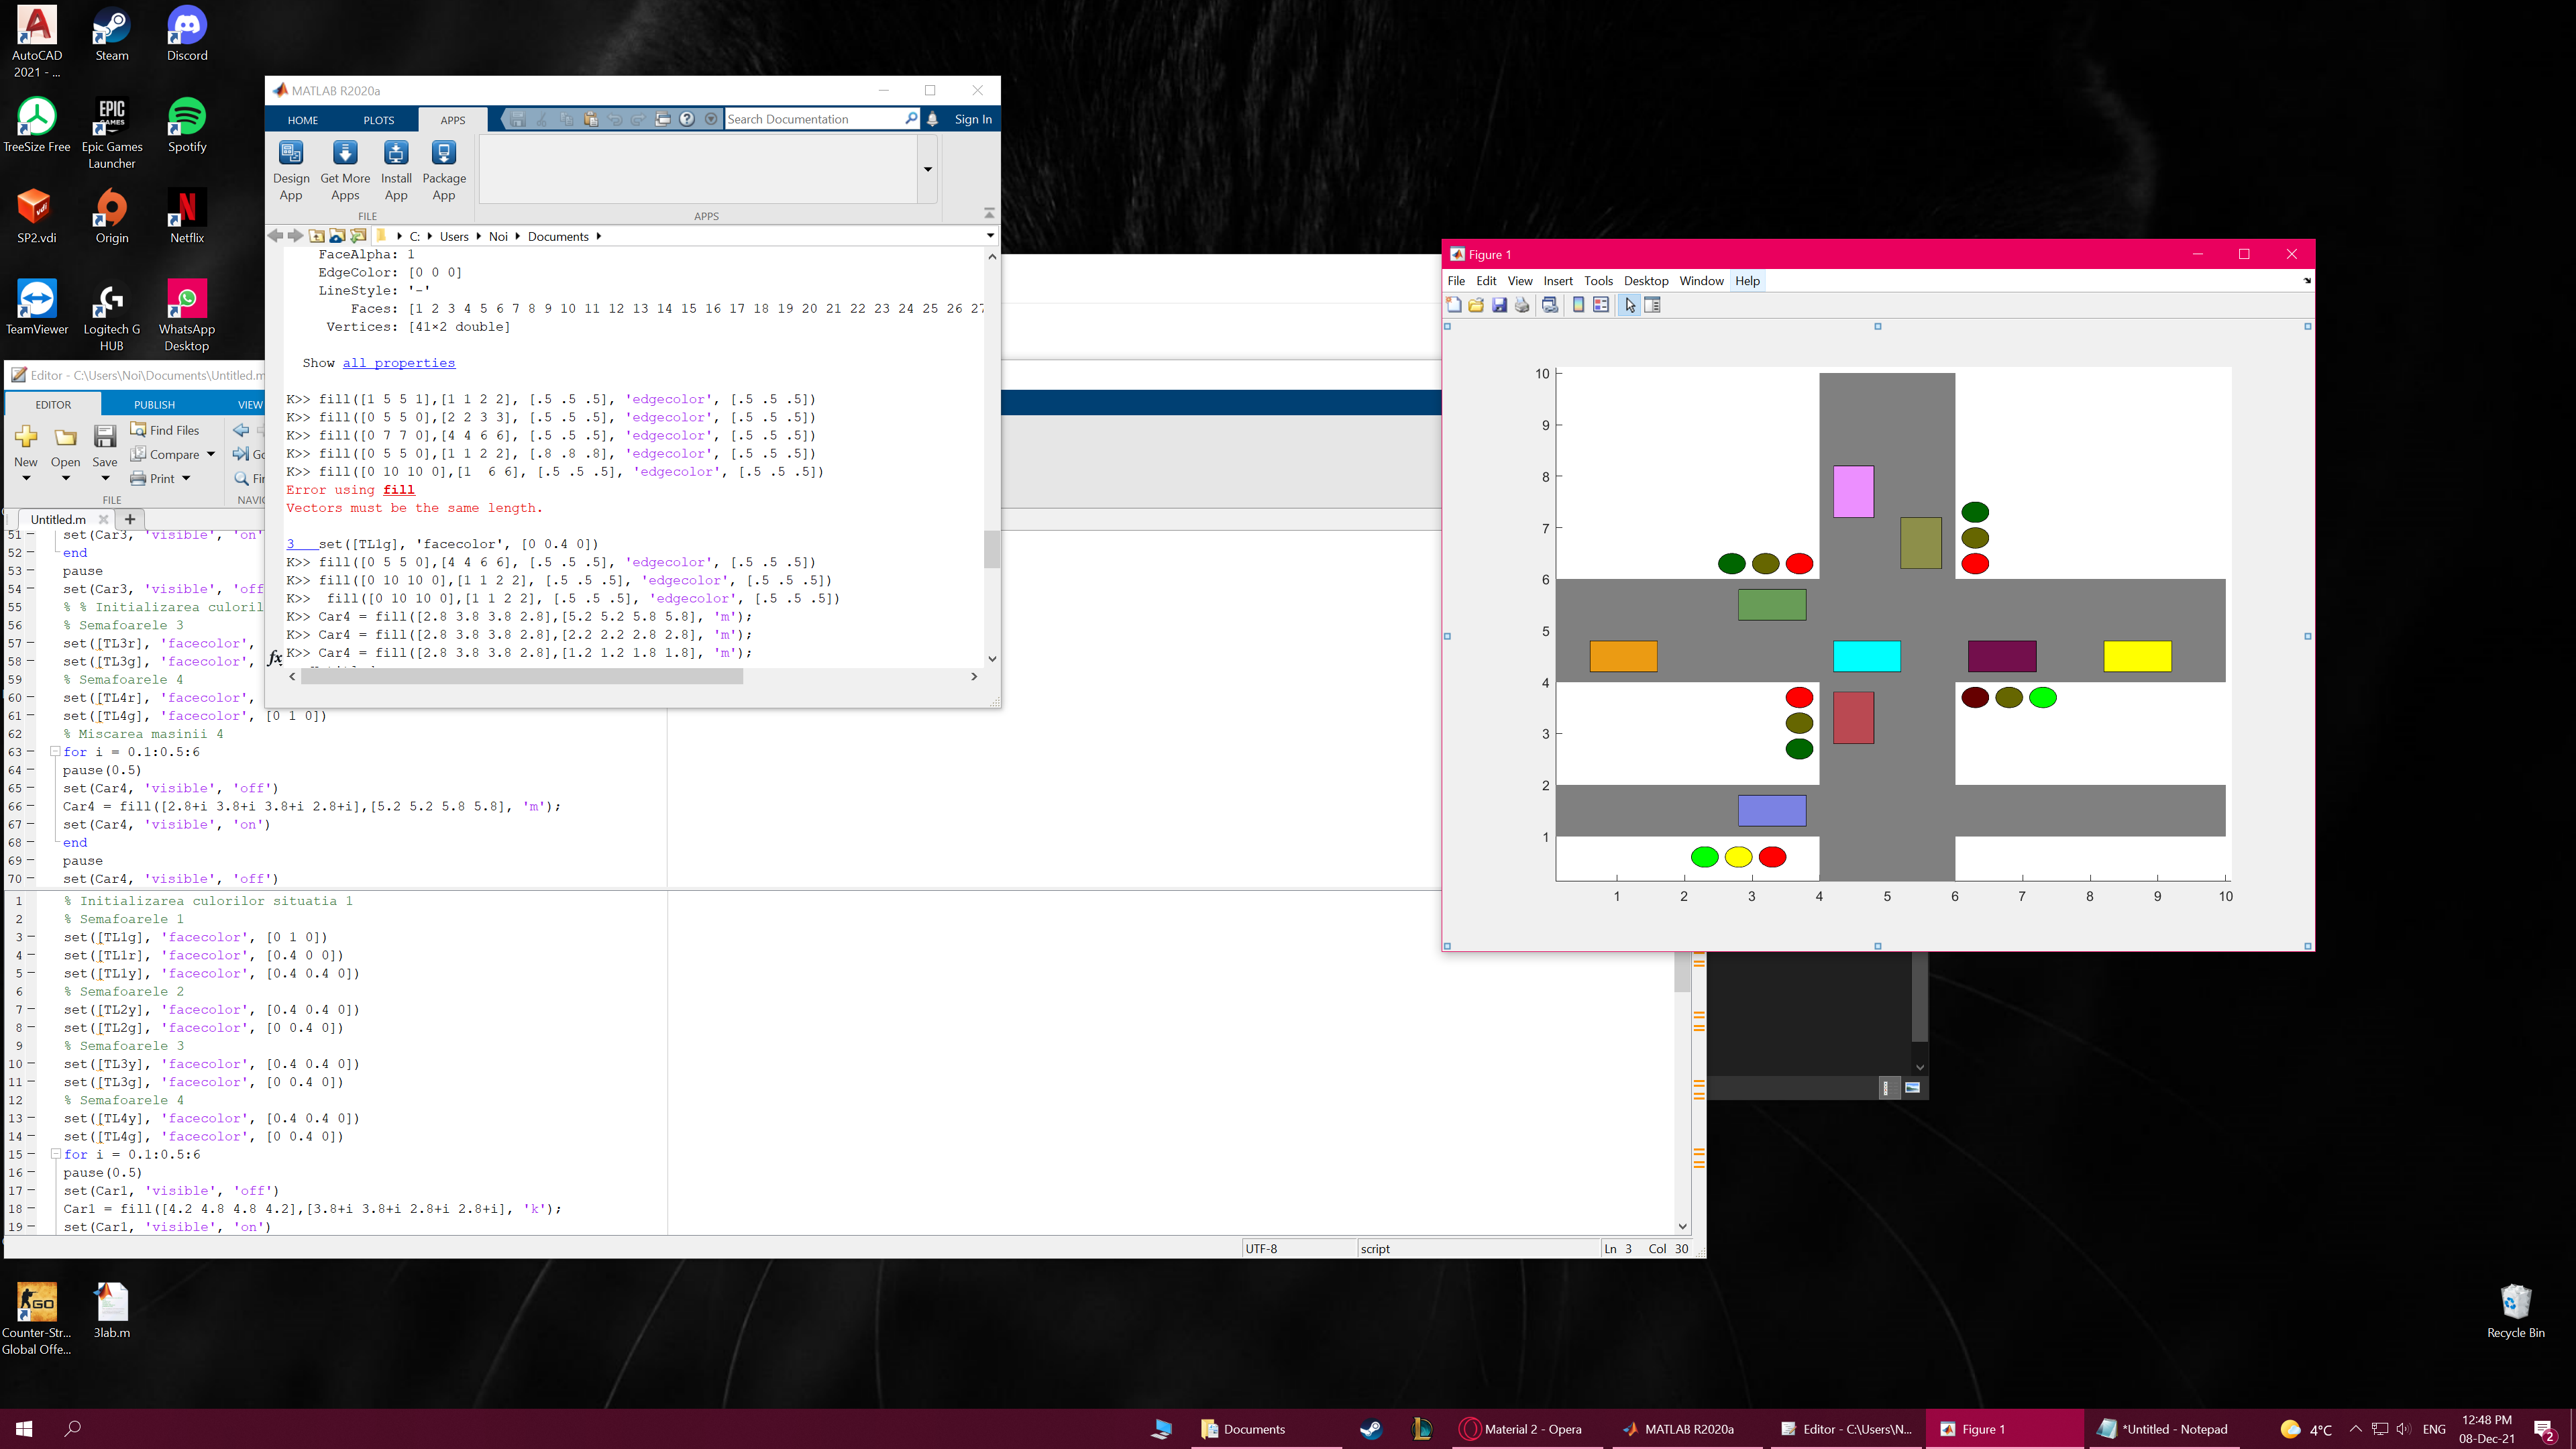 AutoCAD
2021 - ...
Steam
Discord
TreeSize Free
Epic Games
Launcher
Spotify
SP2.vdi
Origin
Netflix
TeamViewer
Logitech G
HUB
WhatsApp
Desktop
MATLAB R2020a
HOME
PLOTS
APPS
Search Documentation
Sign In
Design
App
Get More
Apps
Install
App
Package
App
FILE
APPS
C:
Users
Noi
Documents
FaceAlpha: 1
EdgeColor: [0 0 0]
LineStyle: '-'
Faces: [1 2 3 4 5 6 7 8 9 10 11 12 13 14 15 16 17 18 19 20 21 22 23 24 25 26 27
Vertices: [41×2 double]
Show all properties
K>> fill([1 5 5 1],[1 1 2 2], [.5 .5 .5], 'edgecolor', [.5 .5 .5])
K>> fill([0 5 5 0],[2 2 3 3], [.5 .5 .5], 'edgecolor', [.5 .5 .5])
K>> fill([0 7 7 0],[4 4 6 6], [.5 .5 .5], 'edgecolor', [.5 .5 .5])
K>> fill([0 5 5 0],[1 1 2 2], [.8 .8 .8], 'edgecolor', [.5 .5 .5])
K>> fill([0 10 10 0],[1  6 6], [.5 .5 .5], 'edgecolor', [.5 .5 .5])
Error using fill
Vectors must be the same length.
3   set([TL1g], 'facecolor', [0 0.4 0])
K>> fill([0 5 5 0],[4 4 6 6], [.5 .5 .5], 'edgecolor', [.5 .5 .5])
K>> fill([0 10 10 0],[1 1 2 2], [.5 .5 .5], 'edgecolor', [.5 .5 .5])
K>>  fill([0 10 10 0],[1 1 2 2], [.5 .5 .5], 'edgecolor', [.5 .5 .5])
K>> Car4 = fill([2.8 3.8 3.8 2.8],[5.2 5.2 5.8 5.8], 'm');
K>> Car4 = fill([2.8 3.8 3.8 2.8],[2.2 2.2 2.8 2.8], 'm');
K>> Car4 = fill([2.8 3.8 3.8 2.8],[1.2 1.2 1.8 1.8], 'm');
fx
Editor - C:\Users\Noi\Documents\Untitled.m
EDITOR
PUBLISH
VIEW
New
Open
Save
Find Files
Compare
Print
Go
FILE
Untitled.m
51 set(Car3, 'visible', 'on'
52 end
53 pause
54 set(Car3, 'visible', 'off
55 % % Initializarea culoril
56 % Semafoarele 3
57 set([TL3r], 'facecolor',
58 set([TL3g], 'facecolor',
59 % Semafoarele 4
60 set([TL4r], 'facecolor',
61 set([TL4g], 'facecolor', [0 1 0])
62 % Miscarea masinii 4
63 for i = 0.1:0.5:6
64 pause(0.5)
65 set(Car4, 'visible', 'off')
66 Car4 = fill([2.8+i 3.8+i 3.8+i 2.8+i],[5.2 5.2 5.8 5.8], 'm');
67 set(Car4, 'visible', 'on')
68 end
69 pause
70 set(Car4, 'visible', 'off')
1 % Initializarea culorilor situatia 1
2 % Semafoarele 1
3 set([TL1g], 'facecolor', [0 1 0])
4 set([TL1r], 'facecolor', [0.4 0 0])
5 set([TL1y], 'facecolor', [0.4 0.4 0])
6 % Semafoarele 2
7 set([TL2y], 'facecolor', [0.4 0.4 0])
8 set([TL2g], 'facecolor', [0 0.4 0])
9 % Semafoarele 3
10 set([TL3y], 'facecolor', [0.4 0.4 0])
11 set([TL3g], 'facecolor', [0 0.4 0])
12 % Semafoarele 4
13 set([TL4y], 'facecolor', [0.4 0.4 0])
14 set([TL4g], 'facecolor', [0 0.4 0])
15 for i = 0.1:0.5:6
16 pause(0.5)
17 set(Car1, 'visible', 'off')
18 Car1 = fill([4.2 4.8 4.8 4.2],[3.8+i 3.8+i 2.8+i 2.8+i], 'k');
19 set(Car1, 'visible', 'on')
UTF-8
script
Ln 3 Col 30
Figure 1
File Edit View Insert Tools Desktop Window Help
10
9
8
7
6
5
4
3
2
1
1 2 3 4 5 6 7 8 9 10
Counter-Str...
Global Offe...
3lab.m
Recycle Bin
Documents
Material 2 - Opera
MATLAB R2020a
Editor - C:\Users\N...
Figure 1
*Untitled - Notepad
4°C
ENG
12:48 PM
08-Dec-21
2